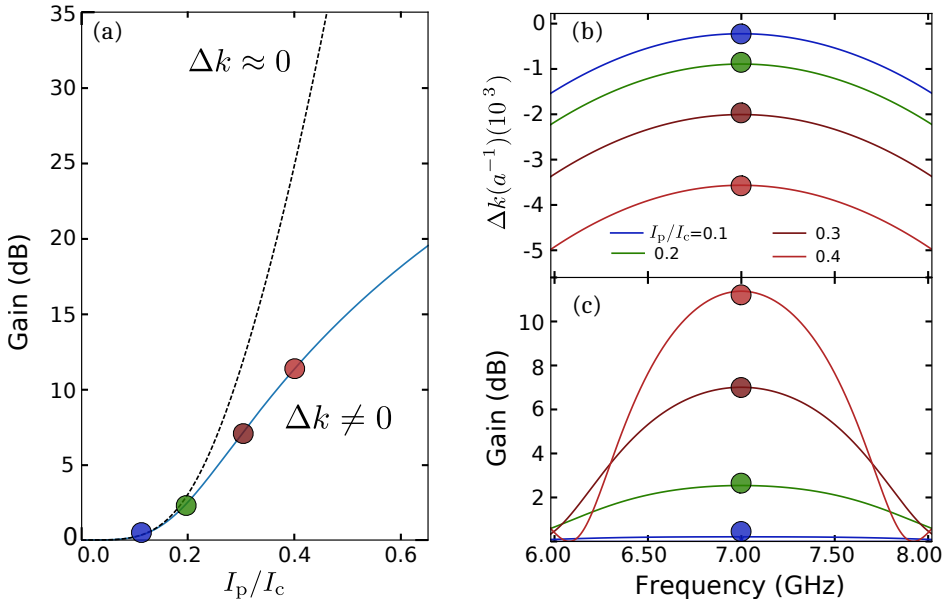 (a)
Δk ≈ 0
Δk ≠ 0
35
30
25
20
15
10
5
0
0.0 0.2 0.4 0.6
Gain (dB)
I_p/I_c
(b)
0
-1
-2
-3
-4
-5
Δk(a⁻¹)(10³)
I_p/I_c=0.1
0.2
0.3
0.4
(c)
10
8
6
4
2
Gain (dB)
6.00 6.50 7.00 7.50 8.00
Frequency (GHz)